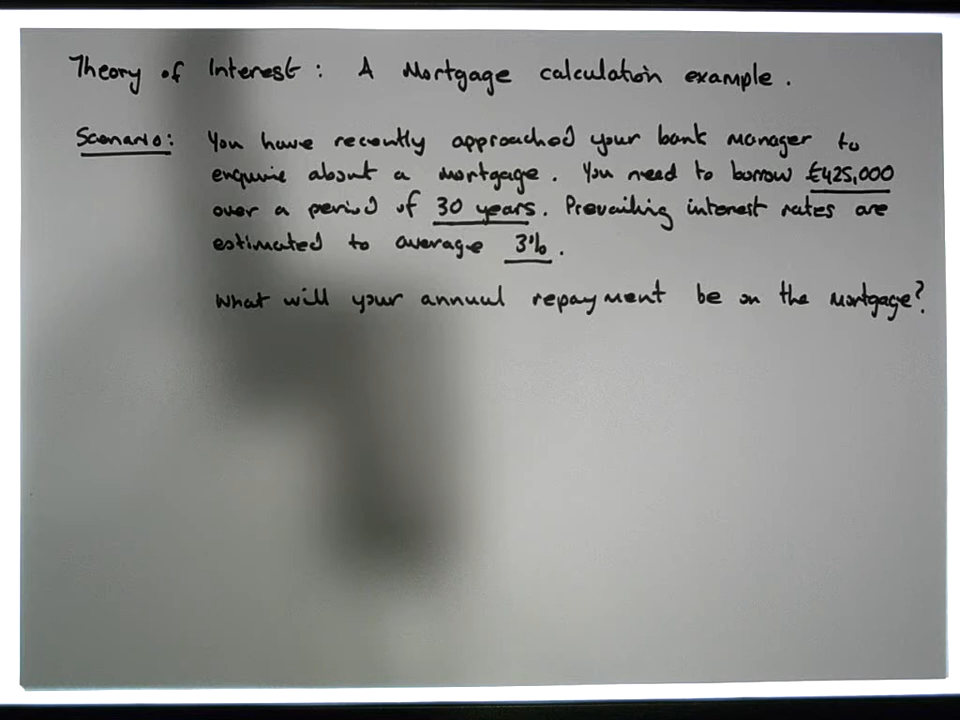 Theory of Interest: A Mortgage calculation example.
Scenario: You have recently approached your bank manager to
enquire about a mortgage. You need to borrow £425,000
over a period of 30 years. Prevailing interest rates are
estimated to average 3%.
What will your annual repayment be on the mortgage?